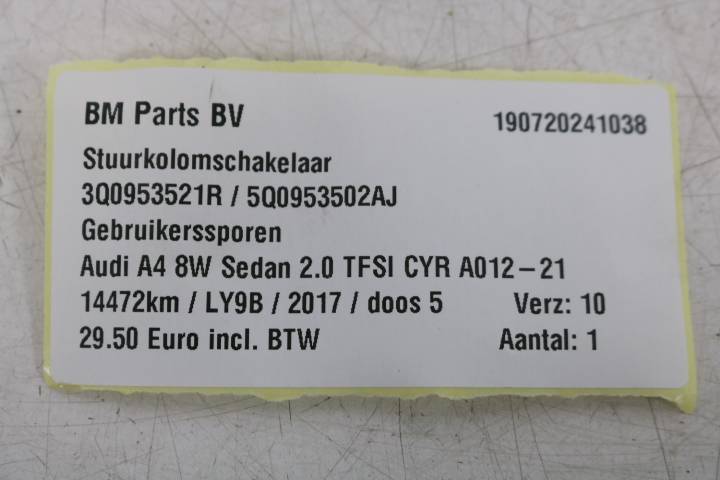 BM Parts BV 190720241038
Stuurkolomschakelaar
3Q0953521R / 5Q0953502AJ
Gebruikerssporen
Audi A4 8W Sedan 2.0 TFSI CYR A012-21
14472km / LY9B / 2017 / doos 5 Verz: 10
29.50 Euro incl. BTW Aantal: 1